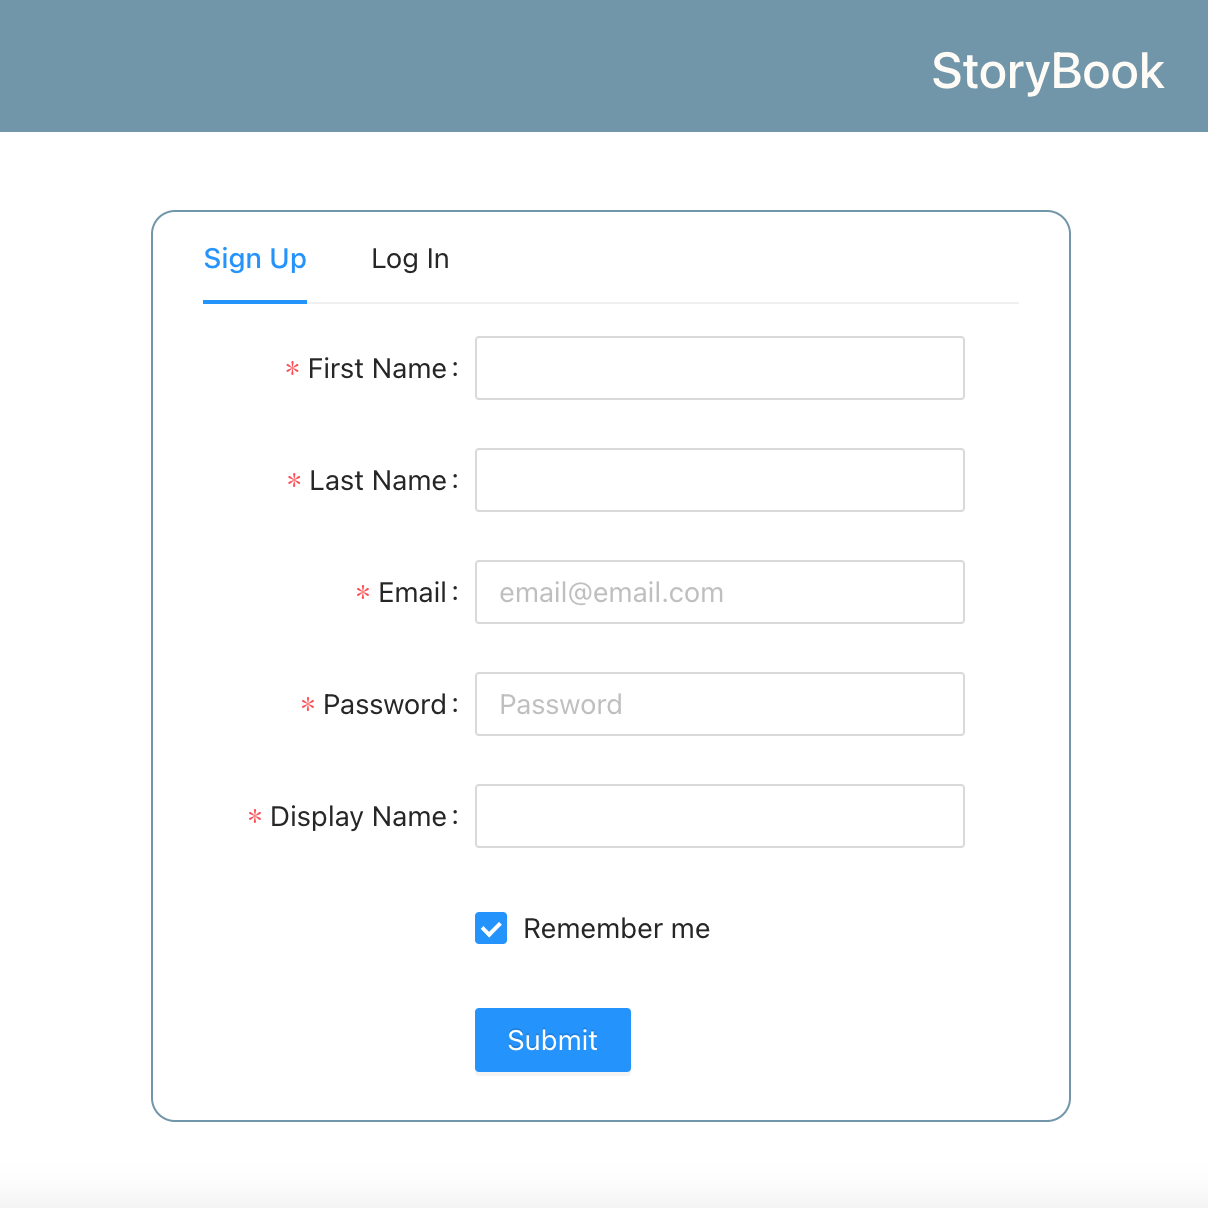 StoryBook
Sign Up Log In
* First Name:
* Last Name:
* Email: email@email.com
* Password: Password
* Display Name:
Remember me
Submit